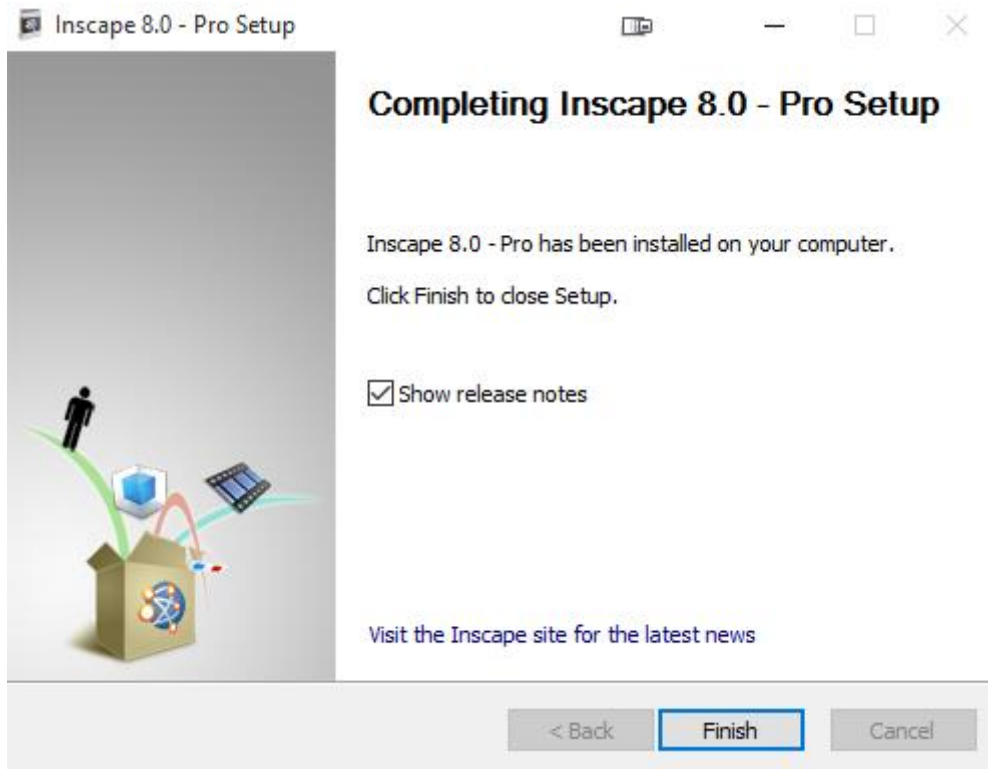 Inscape 8.0 - Pro Setup
Completing Inscape 8.0 - Pro Setup
Inscape 8.0 - Pro has been installed on your computer.
Click Finish to close Setup.
Show release notes
Visit the Inscape site for the latest news
< Back
Finish
Cancel